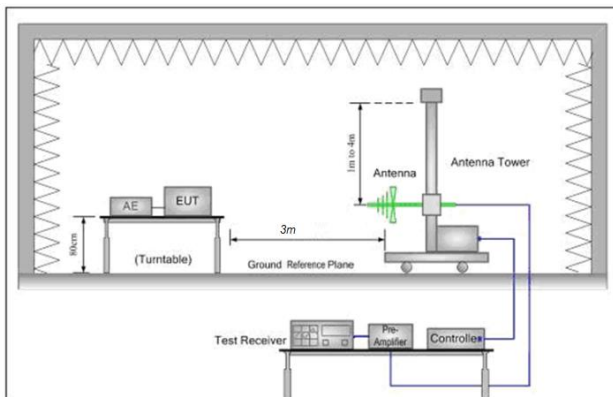 1m to 4m
Antenna
Antenna Tower
AE
EUT
80cm
(Turntable)
3m
Ground Reference Plane
Test Receiver
Pre-
Amplifier
Controller